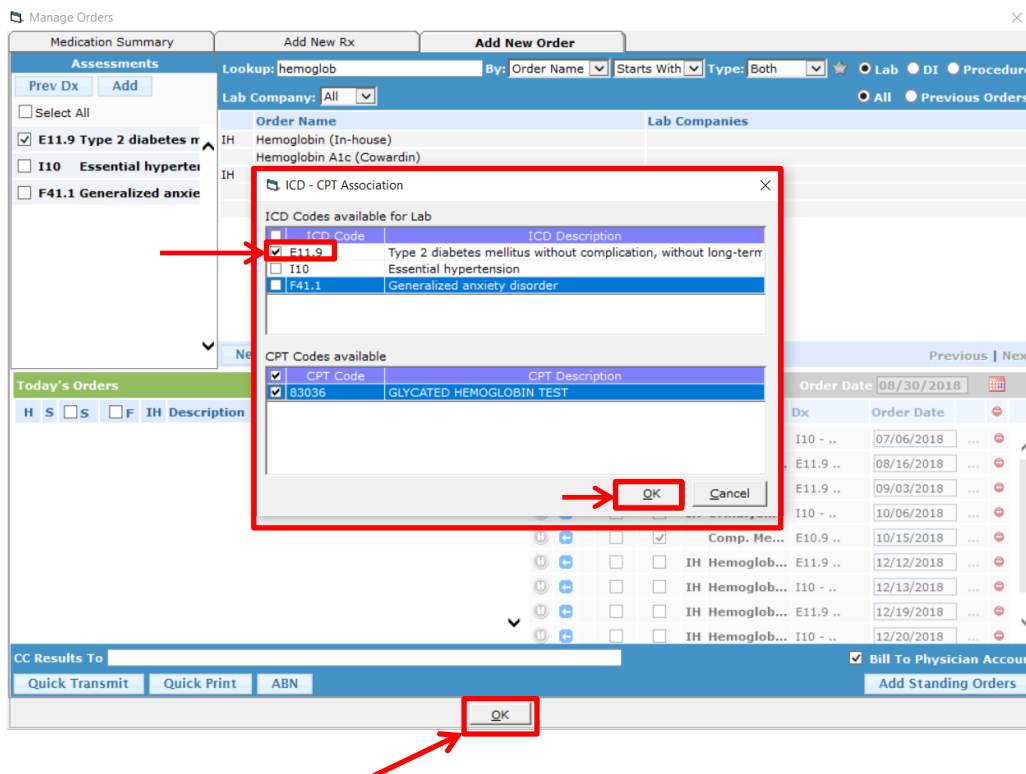 Manage Orders
Medication Summary Add New Rx Add New Order
Assessments
Prev Dx Add
Select All
E11.9 Type 2 diabetes m
I10 Essential hyperter
F41.1 Generalized anxie
Lookup: hemoglob By: Order Name Starts With Type: Both Lab DI Procedure
Lab Company: All All Previous Orders
Order Name Lab Companies
IH Hemoglobin (In-house)
Hemoglobin A1c (Cowardin)
IH
ICD - CPT Association
ICD Codes available for Lab
ICD Code ICD Description
E11.9 Type 2 diabetes mellitus without complication, without long-term
I10 Essential hypertension
F41.1 Generalized anxiety disorder
Ne Previous | Nex
CPT Codes available
CPT Code CPT Description
83036 GLYCATED HEMOGLOBIN TEST
OK Cancel
Today's Orders Order Date 08/30/2018
H S S F IH Description Dx Order Date
I10 - .. 07/06/2018 ...
E11.9 .. 08/16/2018 ...
E11.9 .. 09/03/2018 ...
I10 - .. 10/06/2018 ...
Comp. Me... E10.9 .. 10/15/2018 ...
IH Hemoglob... E11.9 .. 12/12/2018 ...
IH Hemoglob... I10 - .. 12/13/2018 ...
IH Hemoglob... E11.9 .. 12/19/2018 ...
IH Hemoglob... I10 - .. 12/20/2018 ...
CC Results To Bill To Physician Accoun
Quick Transmit Quick Print ABN Add Standing Orders
OK